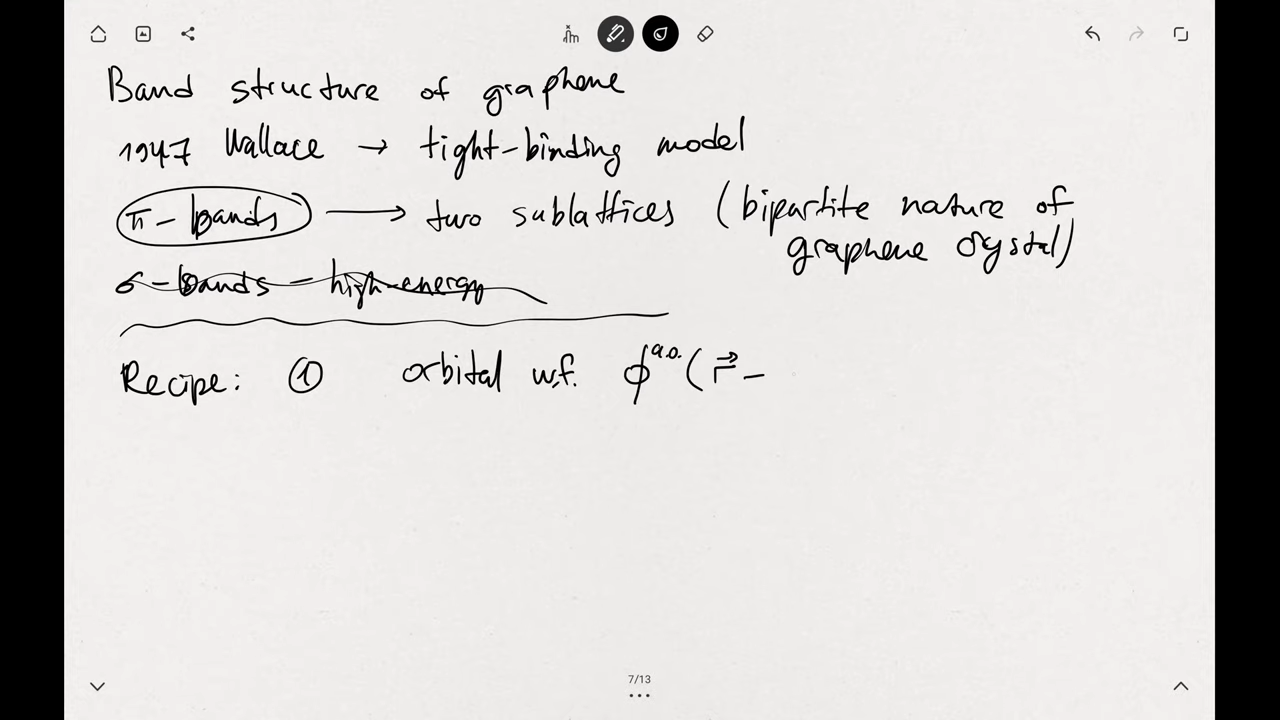 Band structure of graphene
1947 Wallace → tight-binding model
π - bands → two sublattices (bipartite nature of
graphene crystal)
σ - bands - high-energy
Recipe: ① orbital w.f. ϕᵃ·ᵒ·(r⃗ -
7/13